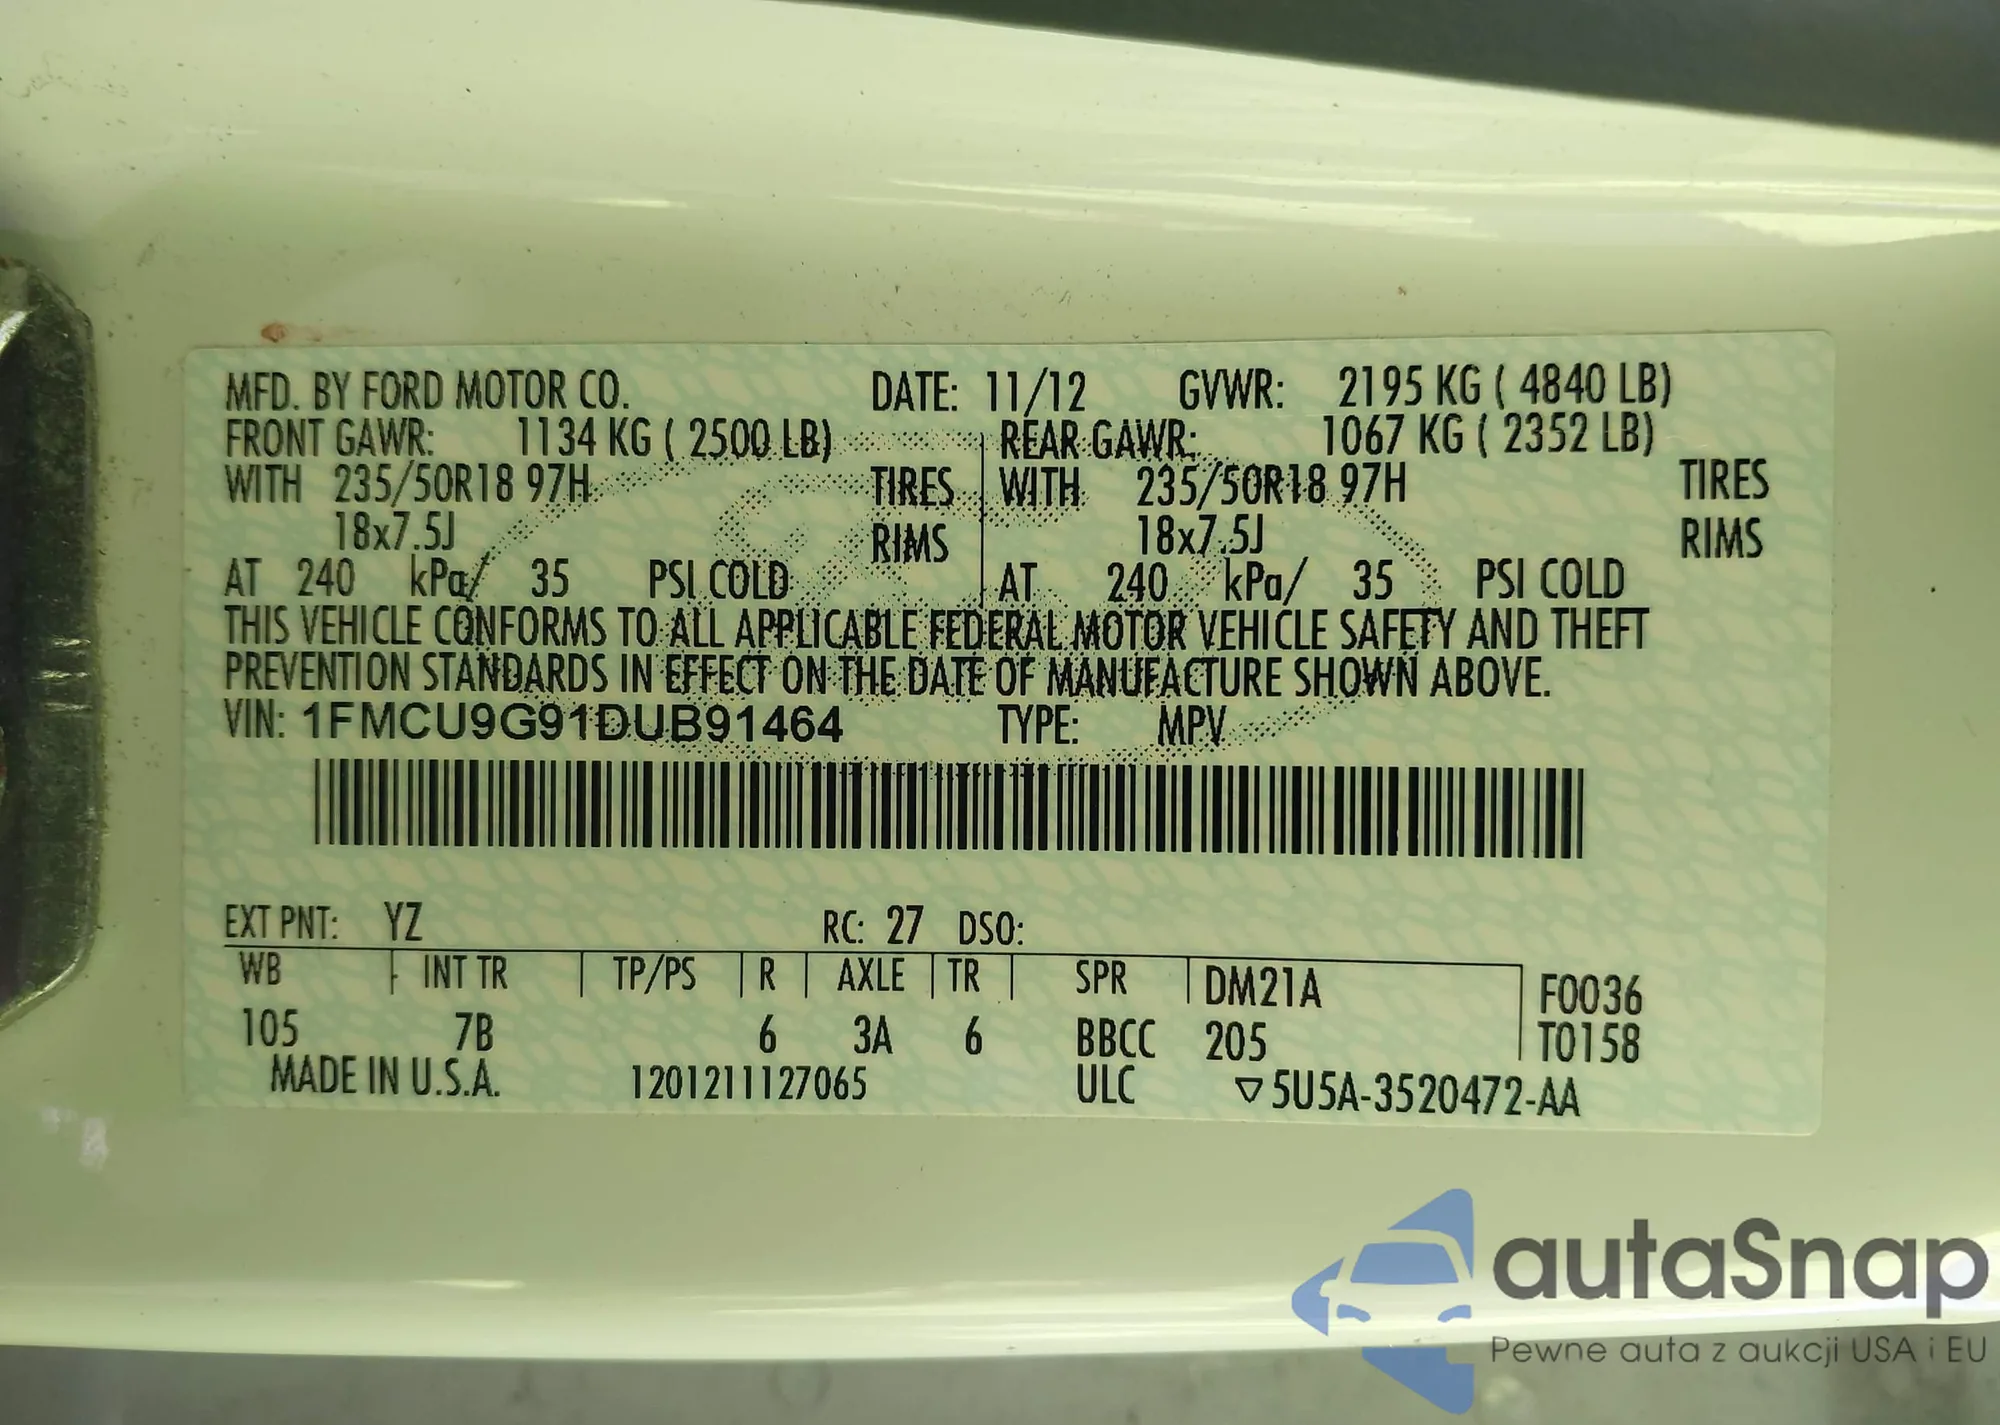 MFD. BY FORD MOTOR CO. DATE: 11/12 GVWR: 2195 KG ( 4840 LB)
FRONT GAWR: 1134 KG ( 2500 LB) REAR GAWR: 1067 KG ( 2352 LB)
WITH 235/50R18 97H TIRES WITH 235/50R18 97H TIRES
18x7.5J RIMS 18x7.5J RIMS
AT 240 kPa/ 35 PSI COLD AT 240 kPa/ 35 PSI COLD
THIS VEHICLE CONFORMS TO ALL APPLICABLE FEDERAL MOTOR VEHICLE SAFETY AND THEFT
PREVENTION STANDARDS IN EFFECT ON THE DATE OF MANUFACTURE SHOWN ABOVE.
VIN: 1FMCU9G91DUB91464 TYPE: MPV
EXT PNT: YZ RC: 27 DSO:
WB INT TR TP/PS R AXLE TR SPR DM21A F0036
105 7B 6 3A 6 BBCC 205 T0158
MADE IN U.S.A. 1201211127065 ULC ▽5U5A-3520472-AA
autaSnap
Pewne auta z aukcji USA i EU